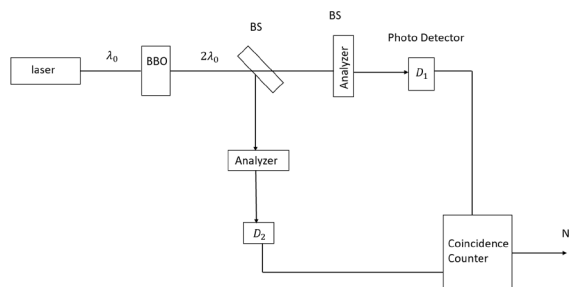 BS
BS
Photo Detector
laser
λ₀
BBO
2λ₀
Analyzer
D₁
Analyzer
D₂
Coincidence
Counter
N